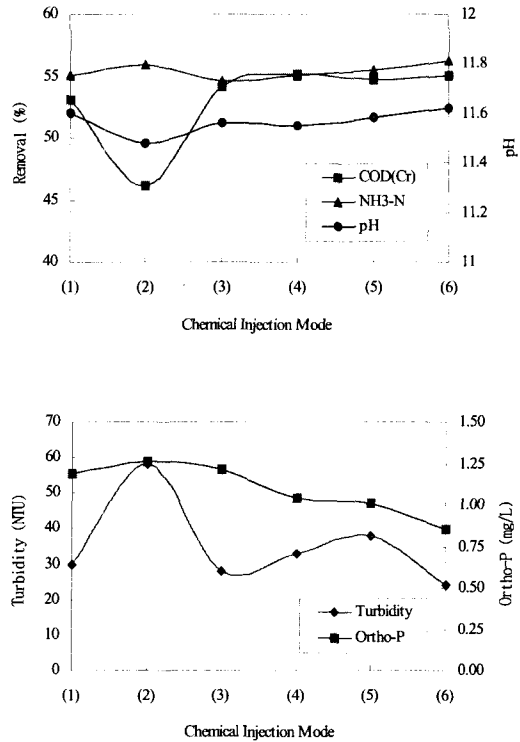 60
55
50
45
40
Removal (%)
12
11.8
11.6
11.4
11.2
11
pH
COD(Cr)
NH3-N
pH
(1) (2) (3) (4) (5) (6)
Chemical Injection Mode
70
60
50
40
30
20
10
0
Turbidity (NTU)
1.50
1.25
1.00
0.75
0.50
0.25
0.00
Ortho-P (mg/L)
Turbidity
Ortho-P
(1) (2) (3) (4) (5) (6)
Chemical Injection Mode